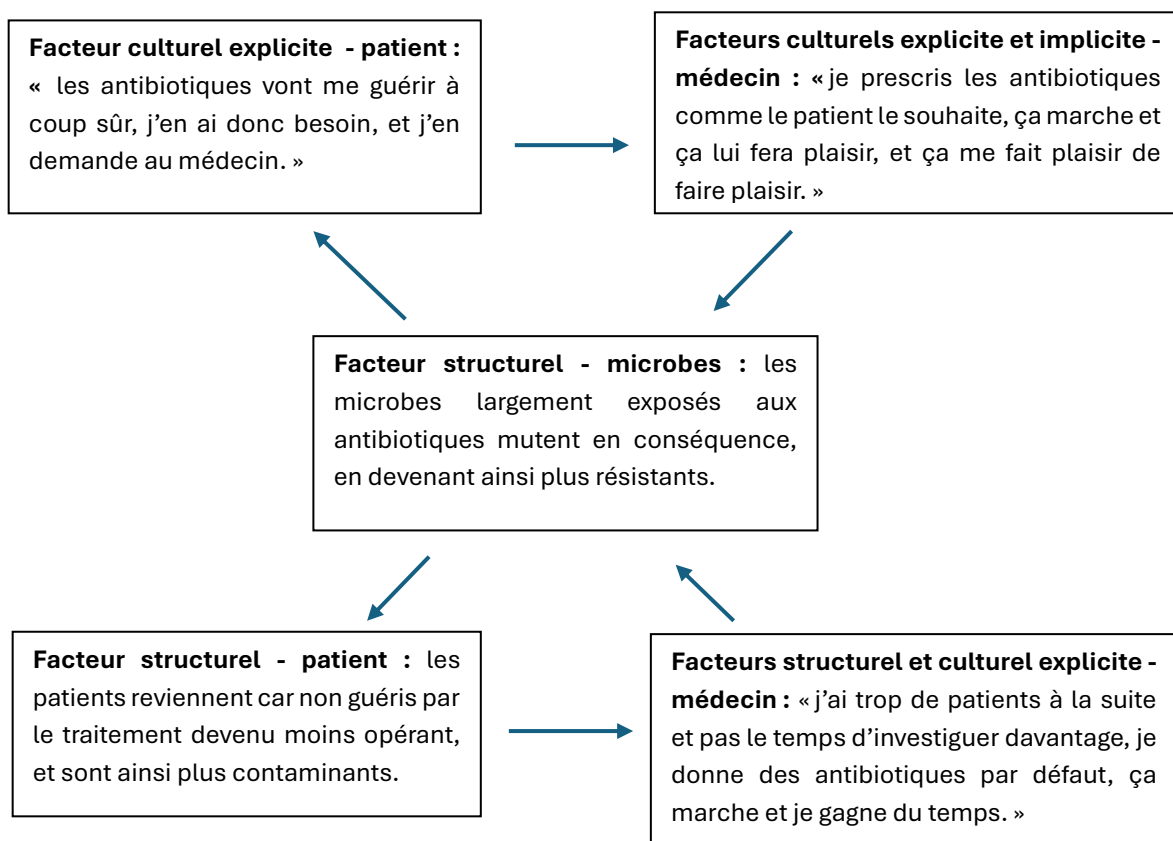 Facteur culturel explicite - patient :
« les antibiotiques vont me guérir à
coup sûr, j’en ai donc besoin, et j’en
demande au médecin. »
Facteurs culturels explicite et implicite -
médecin : « je prescris les antibiotiques
comme le patient le souhaite, ça marche et
ça lui fera plaisir, et ça me fait plaisir de
faire plaisir. »
Facteur structurel - microbes : les
microbes largement exposés aux
antibiotiques mutent en conséquence,
en devenant ainsi plus résistants.
Facteur structurel - patient : les
patients reviennent car non guéris par
le traitement devenu moins opérant,
et sont ainsi plus contaminants.
Facteurs structurel et culturel explicite -
médecin : « j’ai trop de patients à la suite
et pas le temps d’investiguer davantage, je
donne des antibiotiques par défaut, ça
marche et je gagne du temps. »